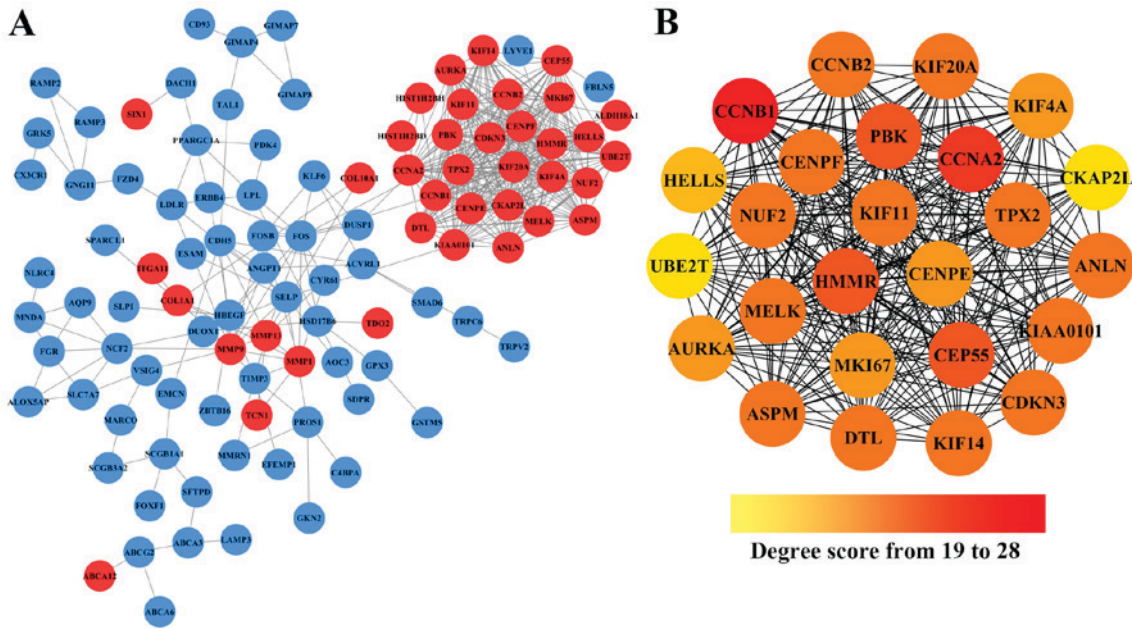 A
CD93
GIMAP7
GIMAP4
GIMAP8
RAMP2
DACH1
TAL1
SIX1
RAMP3
GRK5
PPARGC1A
PDK4
CX3CR1
GNG11
FZD4
LDLR
ERBB4
LPL
KLF6
COL10A1
SPARCL1
CDH5
FOSB
FOS
DUSP1
ESAM
ANGPT1
ACVRL1
NLRC4
ITGA11
CYR61
AQP9
SLPI
COL1A1
SELP
MNDA
HBEGF
HSD17B6
SMAD6
DUOX1
TDO2
TRPC6
FGR
NCF2
MMP9
MMP13
MMP1
TRPV2
VSIG4
AOC3
GPX3
ALOX5AP
SLC7A7
EMCN
TIMP3
SDPR
MARCO
ZBTB16
TCN1
PROS1
GSTM5
SCGB3A2
SCGB1A1
MMRN1
EFEMP1
C4BPA
FOXF1
SFTPD
GKN2
ABCG2
ABCA3
LAMP3
ABCA12
ABCA6
KIF14
LYVE1
AURKA
CEP55
FBLN5
HIST1H2BH
KIF11
CCNB2
MKI67
ALDH18A1
HIST1H2BD
PBK
CDKN3
CENPF
HMMR
HELLS
UBE2T
CCNA2
TPX2
KIF20A
KIF4A
NUF2
CCNB1
CENPE
CKAP2L
MELK
ASPM
DTL
KIAA0101
ANLN
B
CCNB2
KIF20A
CCNB1
KIF4A
PBK
CENPF
CCNA2
HELLS
CKAP2L
NUF2
KIF11
TPX2
UBE2T
HMMR
CENPE
ANLN
MELK
KIAA0101
AURKA
MKI67
CEP55
ASPM
CDKN3
DTL
KIF14
Degree score from 19 to 28